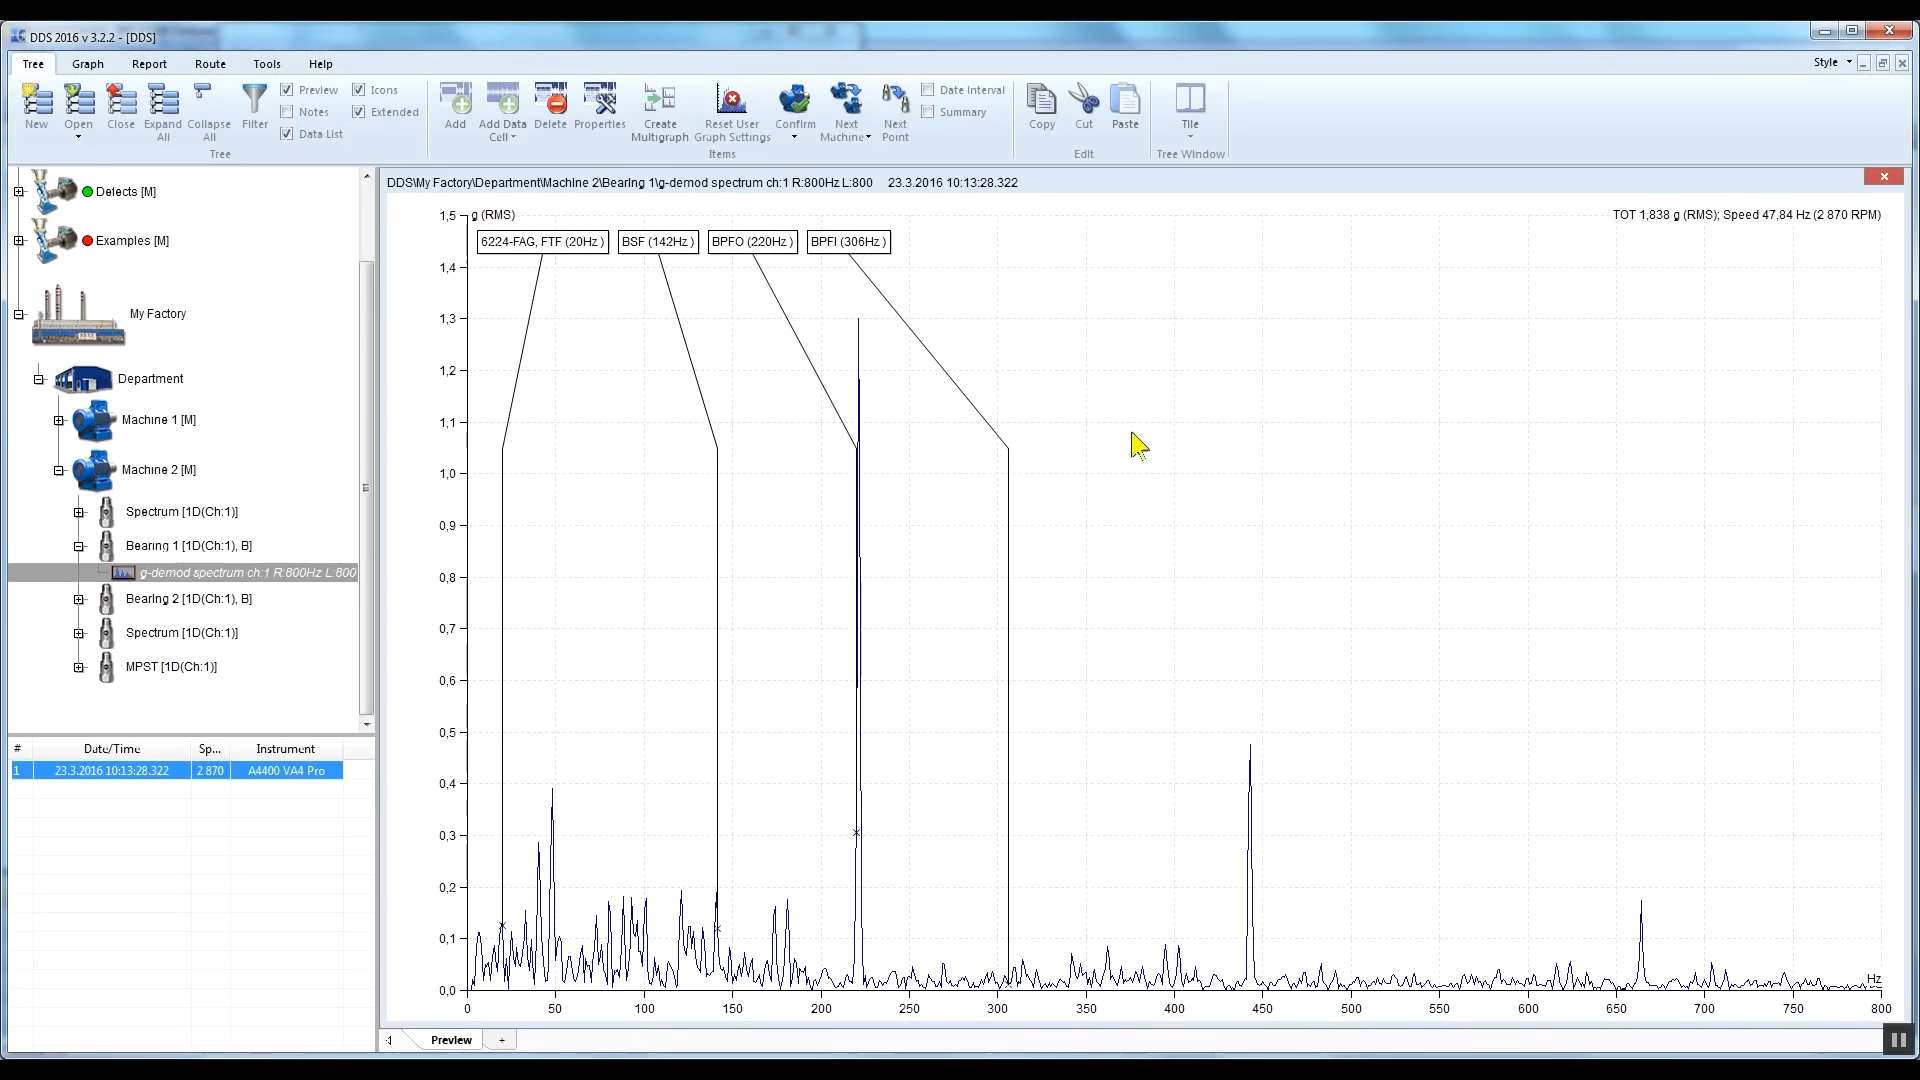 DDS 2016 v 3.2.2 - [DDS]
Tree Graph Report Route Tools Help
Style
New Open Close Expand All Collapse All Filter
Preview Icons
Notes Extended
Data List
Tree
Add Add Data Cell Delete Properties Create Multigraph Reset User Graph Settings Confirm Next Machine Next Point
Date Interval
Summary
Items
Copy Cut Paste
Edit
Tile
Tree Window
Defects [M]
Examples [M]
My Factory
Department
Machine 1 [M]
Machine 2 [M]
Spectrum [1D(Ch:1)]
Bearing 1 [1D(Ch:1), B]
g-demod spectrum ch:1 R:800Hz L:800
Bearing 2 [1D(Ch:1), B]
Spectrum [1D(Ch:1)]
MPST [1D(Ch:1)]
# Date/Time Sp... Instrument
1 23.3.2016 10:13:28.322 2 870 A4400 VA4 Pro
DDS\My Factory\Department\Machine 2\Bearing 1\g-demod spectrum ch:1 R:800Hz L:800 23.3.2016 10:13:28.322
g (RMS)
TOT 1,838 g (RMS); Speed 47,84 Hz (2 870 RPM)
6224-FAG, FTF (20Hz ) BSF (142Hz ) BPFO (220Hz ) BPFI (306Hz )
1,5
1,4
1,3
1,2
1,1
1,0
0,9
0,8
0,7
0,6
0,5
0,4
0,3
0,2
0,1
0,0
Hz
0 50 100 150 200 250 300 350 400 450 500 550 600 650 700 750 800
Preview +